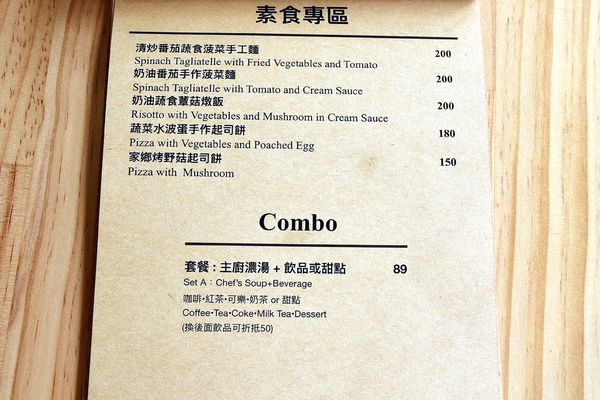 素食專區
清炒番茄蔬食菠菜手工麵 200
Spinach Tagliatelle with Fried Vegetables and Tomato
奶油番茄手作菠菜麵 200
Spinach Tagliatelle with Tomato and Cream Sauce
奶油蔬食蕈菇燉飯 200
Risotto with Vegetables and Mushroom in Cream Sauce
蔬菜水波蛋手作起司餅 180
Pizza with Vegetables and Poached Egg
家鄉烤野菇起司餅 150
Pizza with Mushroom
Combo
套餐 : 主廚濃湯 + 飲品或甜點 89
Set A : Chef's Soup+Beverage
咖啡•紅茶•可樂•奶茶 or 甜點
Coffee•Tea•Coke•Milk Tea•Dessert
(換後面飲品可折抵50)